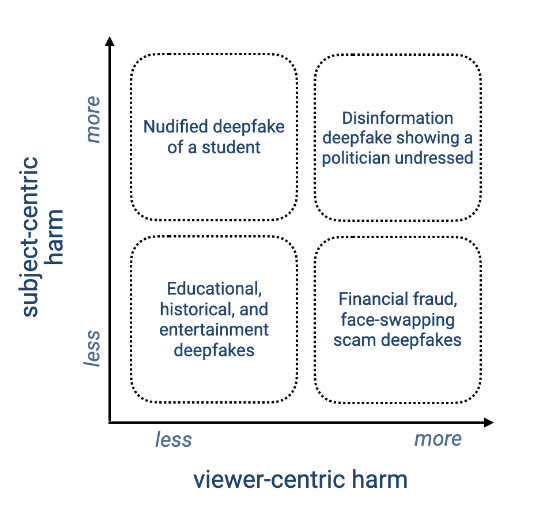 more
Nudified deepfake
of a student
Disinformation
deepfake showing a
politician undressed
subject-centric
harm
Educational,
historical, and
entertainment
deepfakes
Financial fraud,
face-swapping
scam deepfakes
less
less
more
viewer-centric harm